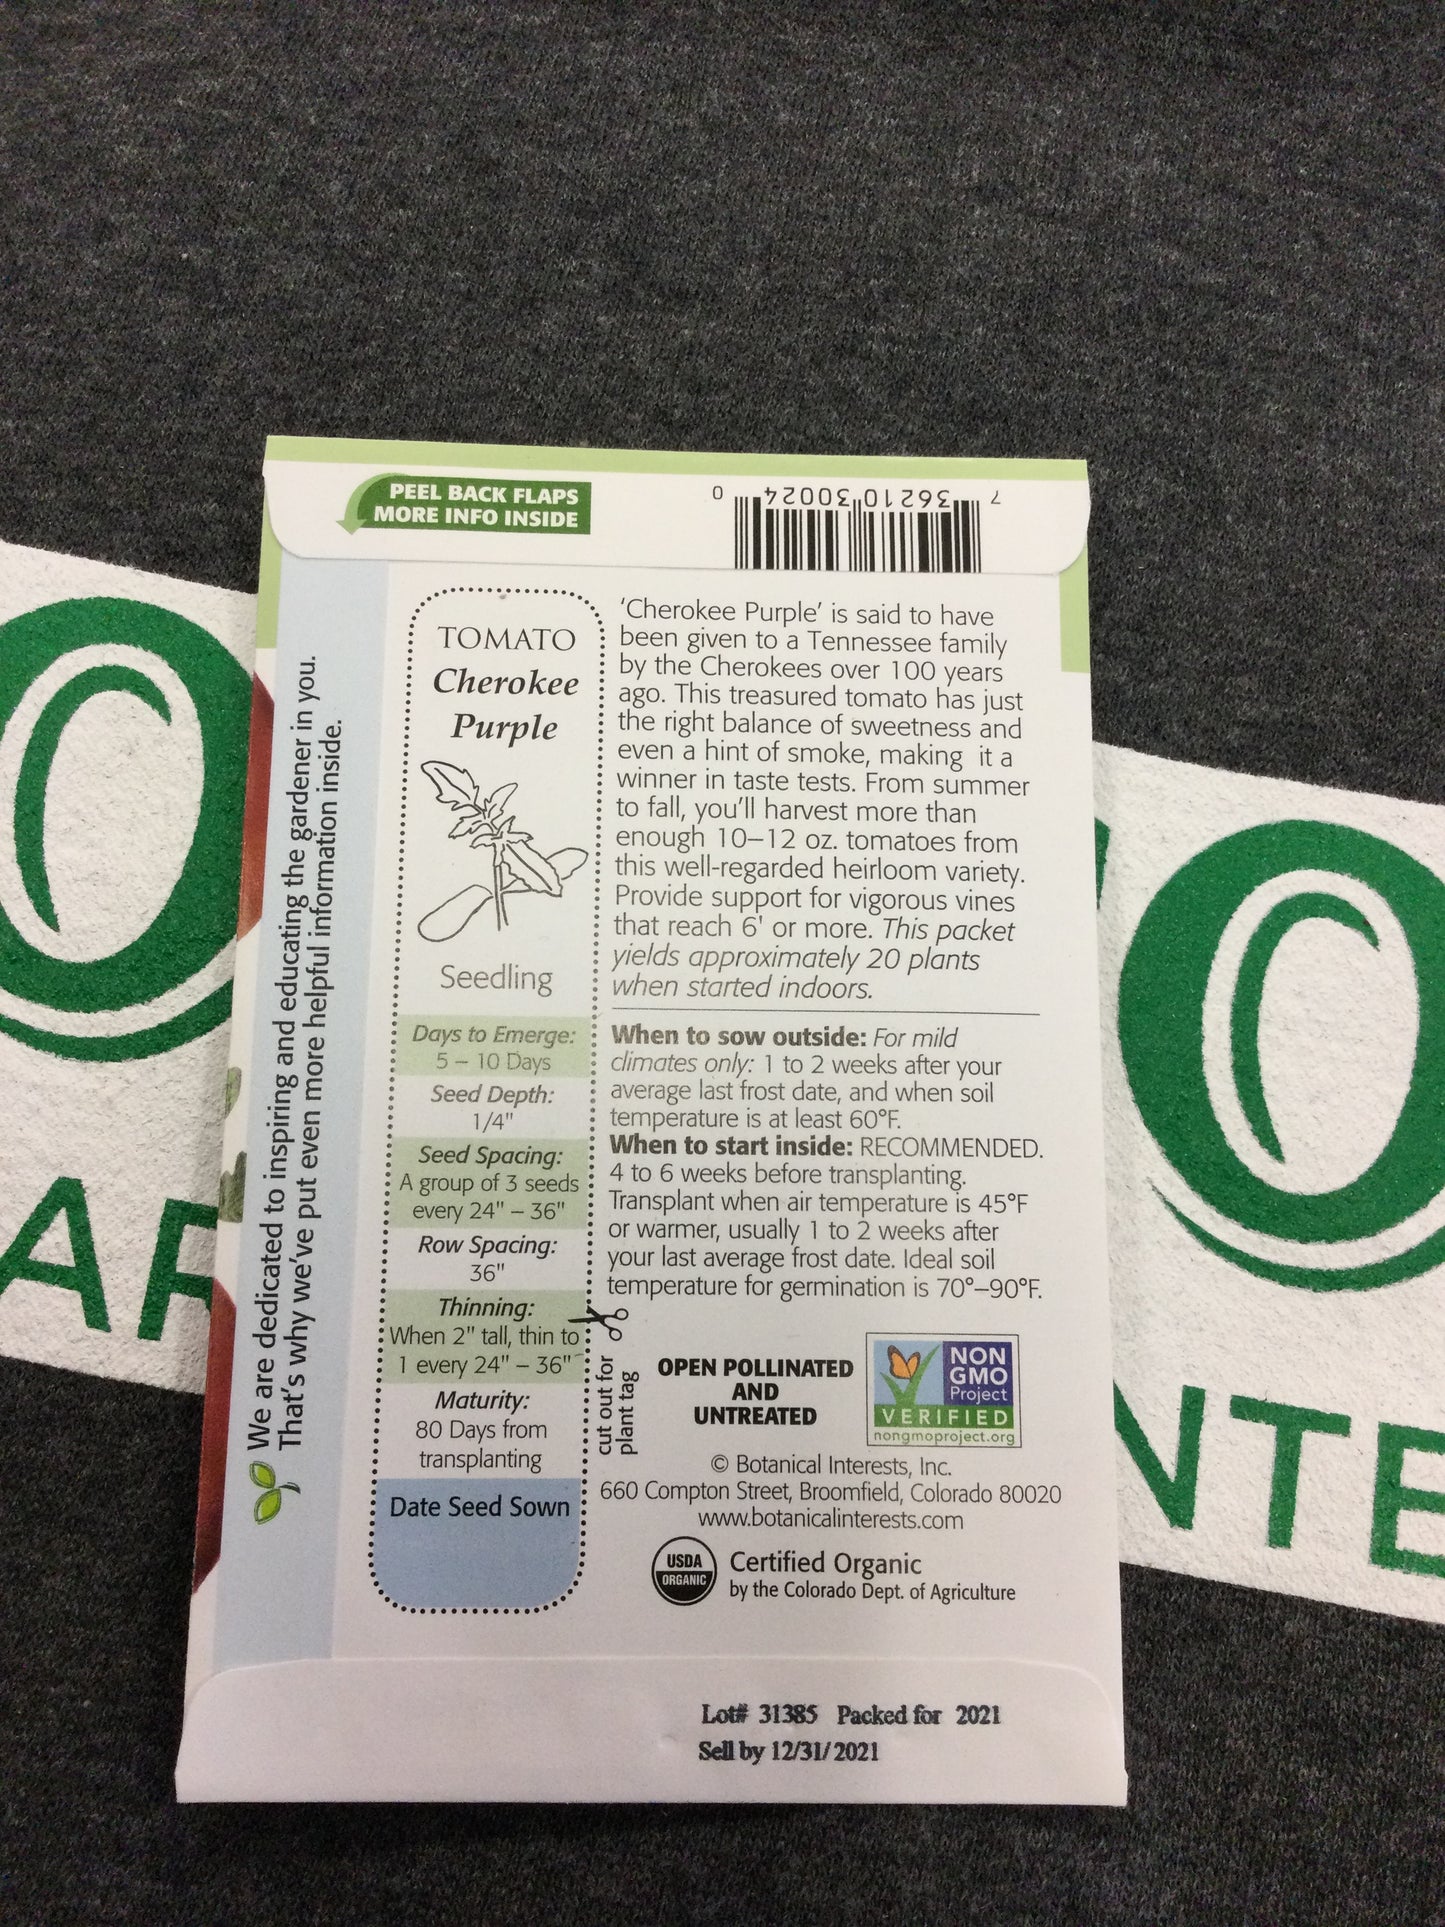 PEEL BACK FLAPS
MORE INFO INSIDE
7 36210 30024 0
We are dedicated to inspiring and educating the gardener in you.
That's why we've put even more helpful information inside.
TOMATO
Cherokee
Purple
Seedling
Days to Emerge:
5 – 10 Days
Seed Depth:
1/4"
Seed Spacing:
A group of 3 seeds
every 24" – 36"
Row Spacing:
36"
Thinning:
When 2" tall, thin to
1 every 24" – 36"
Maturity:
80 Days from
transplanting
Date Seed Sown
cut out for
plant tag
‘Cherokee Purple’ is said to have
been given to a Tennessee family
by the Cherokees over 100 years
ago. This treasured tomato has just
the right balance of sweetness and
even a hint of smoke, making it a
winner in taste tests. From summer
to fall, you’ll harvest more than
enough 10–12 oz. tomatoes from
this well-regarded heirloom variety.
Provide support for vigorous vines
that reach 6' or more. This packet
yields approximately 20 plants
when started indoors.
When to sow outside: For mild
climates only: 1 to 2 weeks after your
average last frost date, and when soil
temperature is at least 60°F.
When to start inside: RECOMMENDED.
4 to 6 weeks before transplanting.
Transplant when air temperature is 45°F
or warmer, usually 1 to 2 weeks after
your last average frost date. Ideal soil
temperature for germination is 70°–90°F.
OPEN POLLINATED
AND
UNTREATED
NON
GMO
Project
VERIFIED
nongmoproject.org
© Botanical Interests, Inc.
660 Compton Street, Broomfield, Colorado 80020
www.botanicalinterests.com
USDA
ORGANIC
Certified Organic
by the Colorado Dept. of Agriculture
Lot# 31385 Packed for 2021
Sell by 12/31/2021